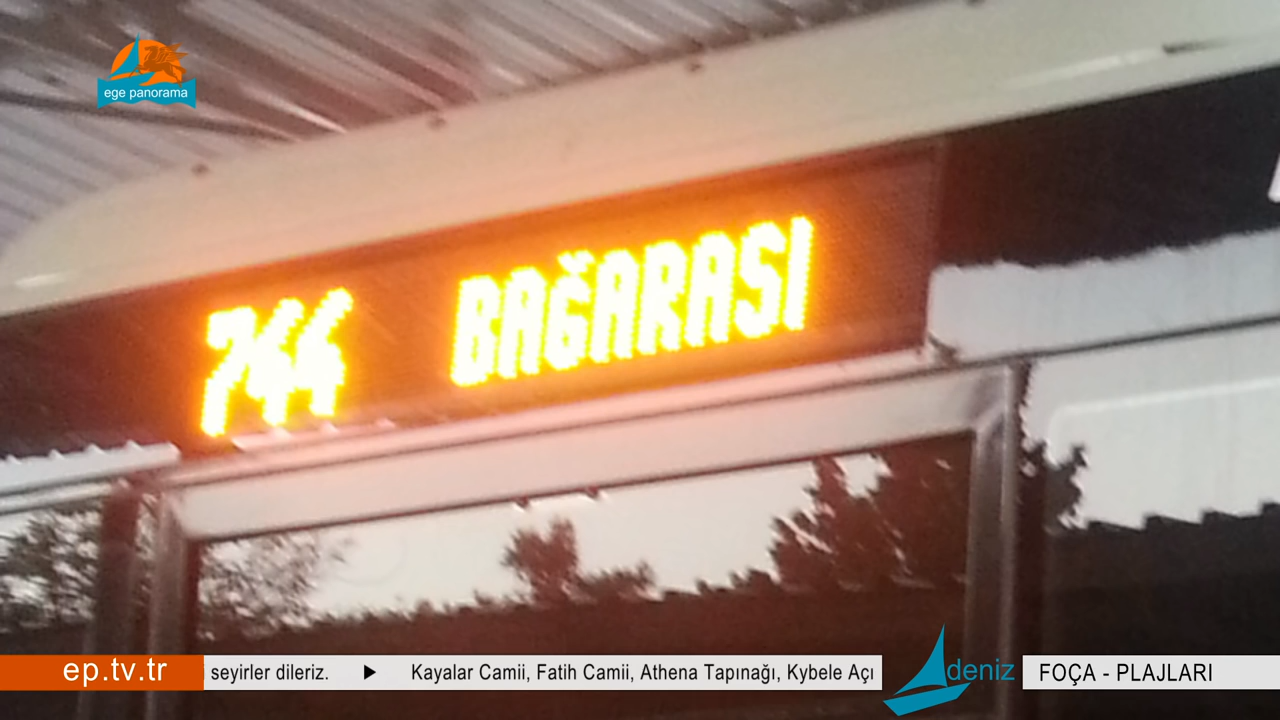 ege panorama
744 BAĞARASI
ep.tv.tr
seyirler dileriz. ▶ Kayalar Camii, Fatih Camii, Athena Tapınağı, Kybele Açı
deniz
FOÇA - PLAJLARI